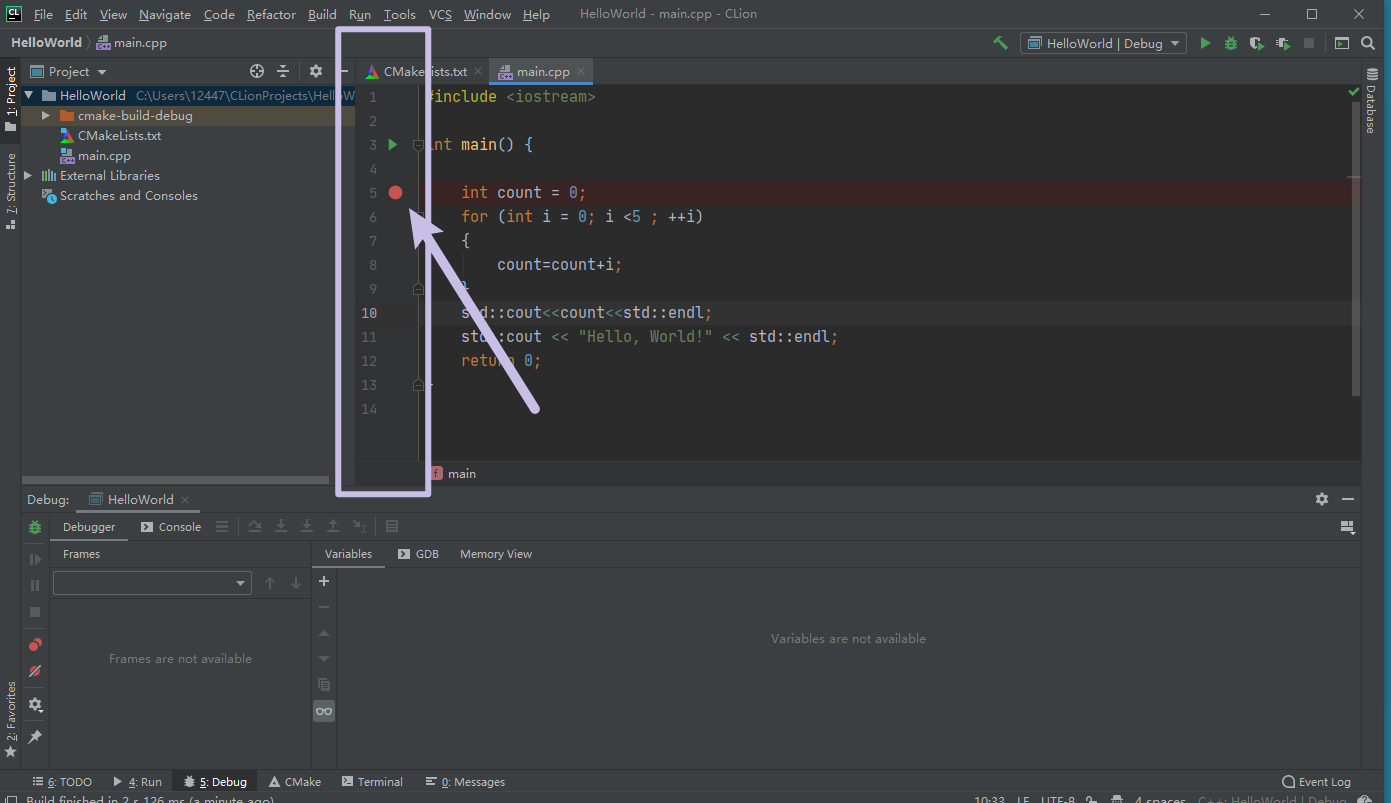 CL File Edit View Navigate Code Refactor Build Run Tools VCS Window Help HelloWorld - main.cpp - CLion
HelloWorld main.cpp HelloWorld | Debug
1: Project
Project
HelloWorld C:\Users\12447\CLionProjects\HelloW
cmake-build-debug
CMakeLists.txt
main.cpp
External Libraries
Scratches and Consoles
7: Structure
CMakeLists.txt main.cpp
1 #include <iostream>
2
3 int main() {
4
5 int count = 0;
6 for (int i = 0; i <5 ; ++i)
7 {
8 count=count+i;
9 }
10 std::cout<<count<<std::endl;
11 std::cout << "Hello, World!" << std::endl;
12 return 0;
13 }
14
f main
Database
Debug: HelloWorld
Debugger Console
Frames Variables GDB Memory View
Frames are not available
Variables are not available
2: Favorites
6: TODO 4: Run 5: Debug CMake Terminal 0: Messages Event Log
Build finished in 2 s 126 ms (a minute ago) 10:33 LF UTF-8 4 spaces C++: HelloWorld | Debug